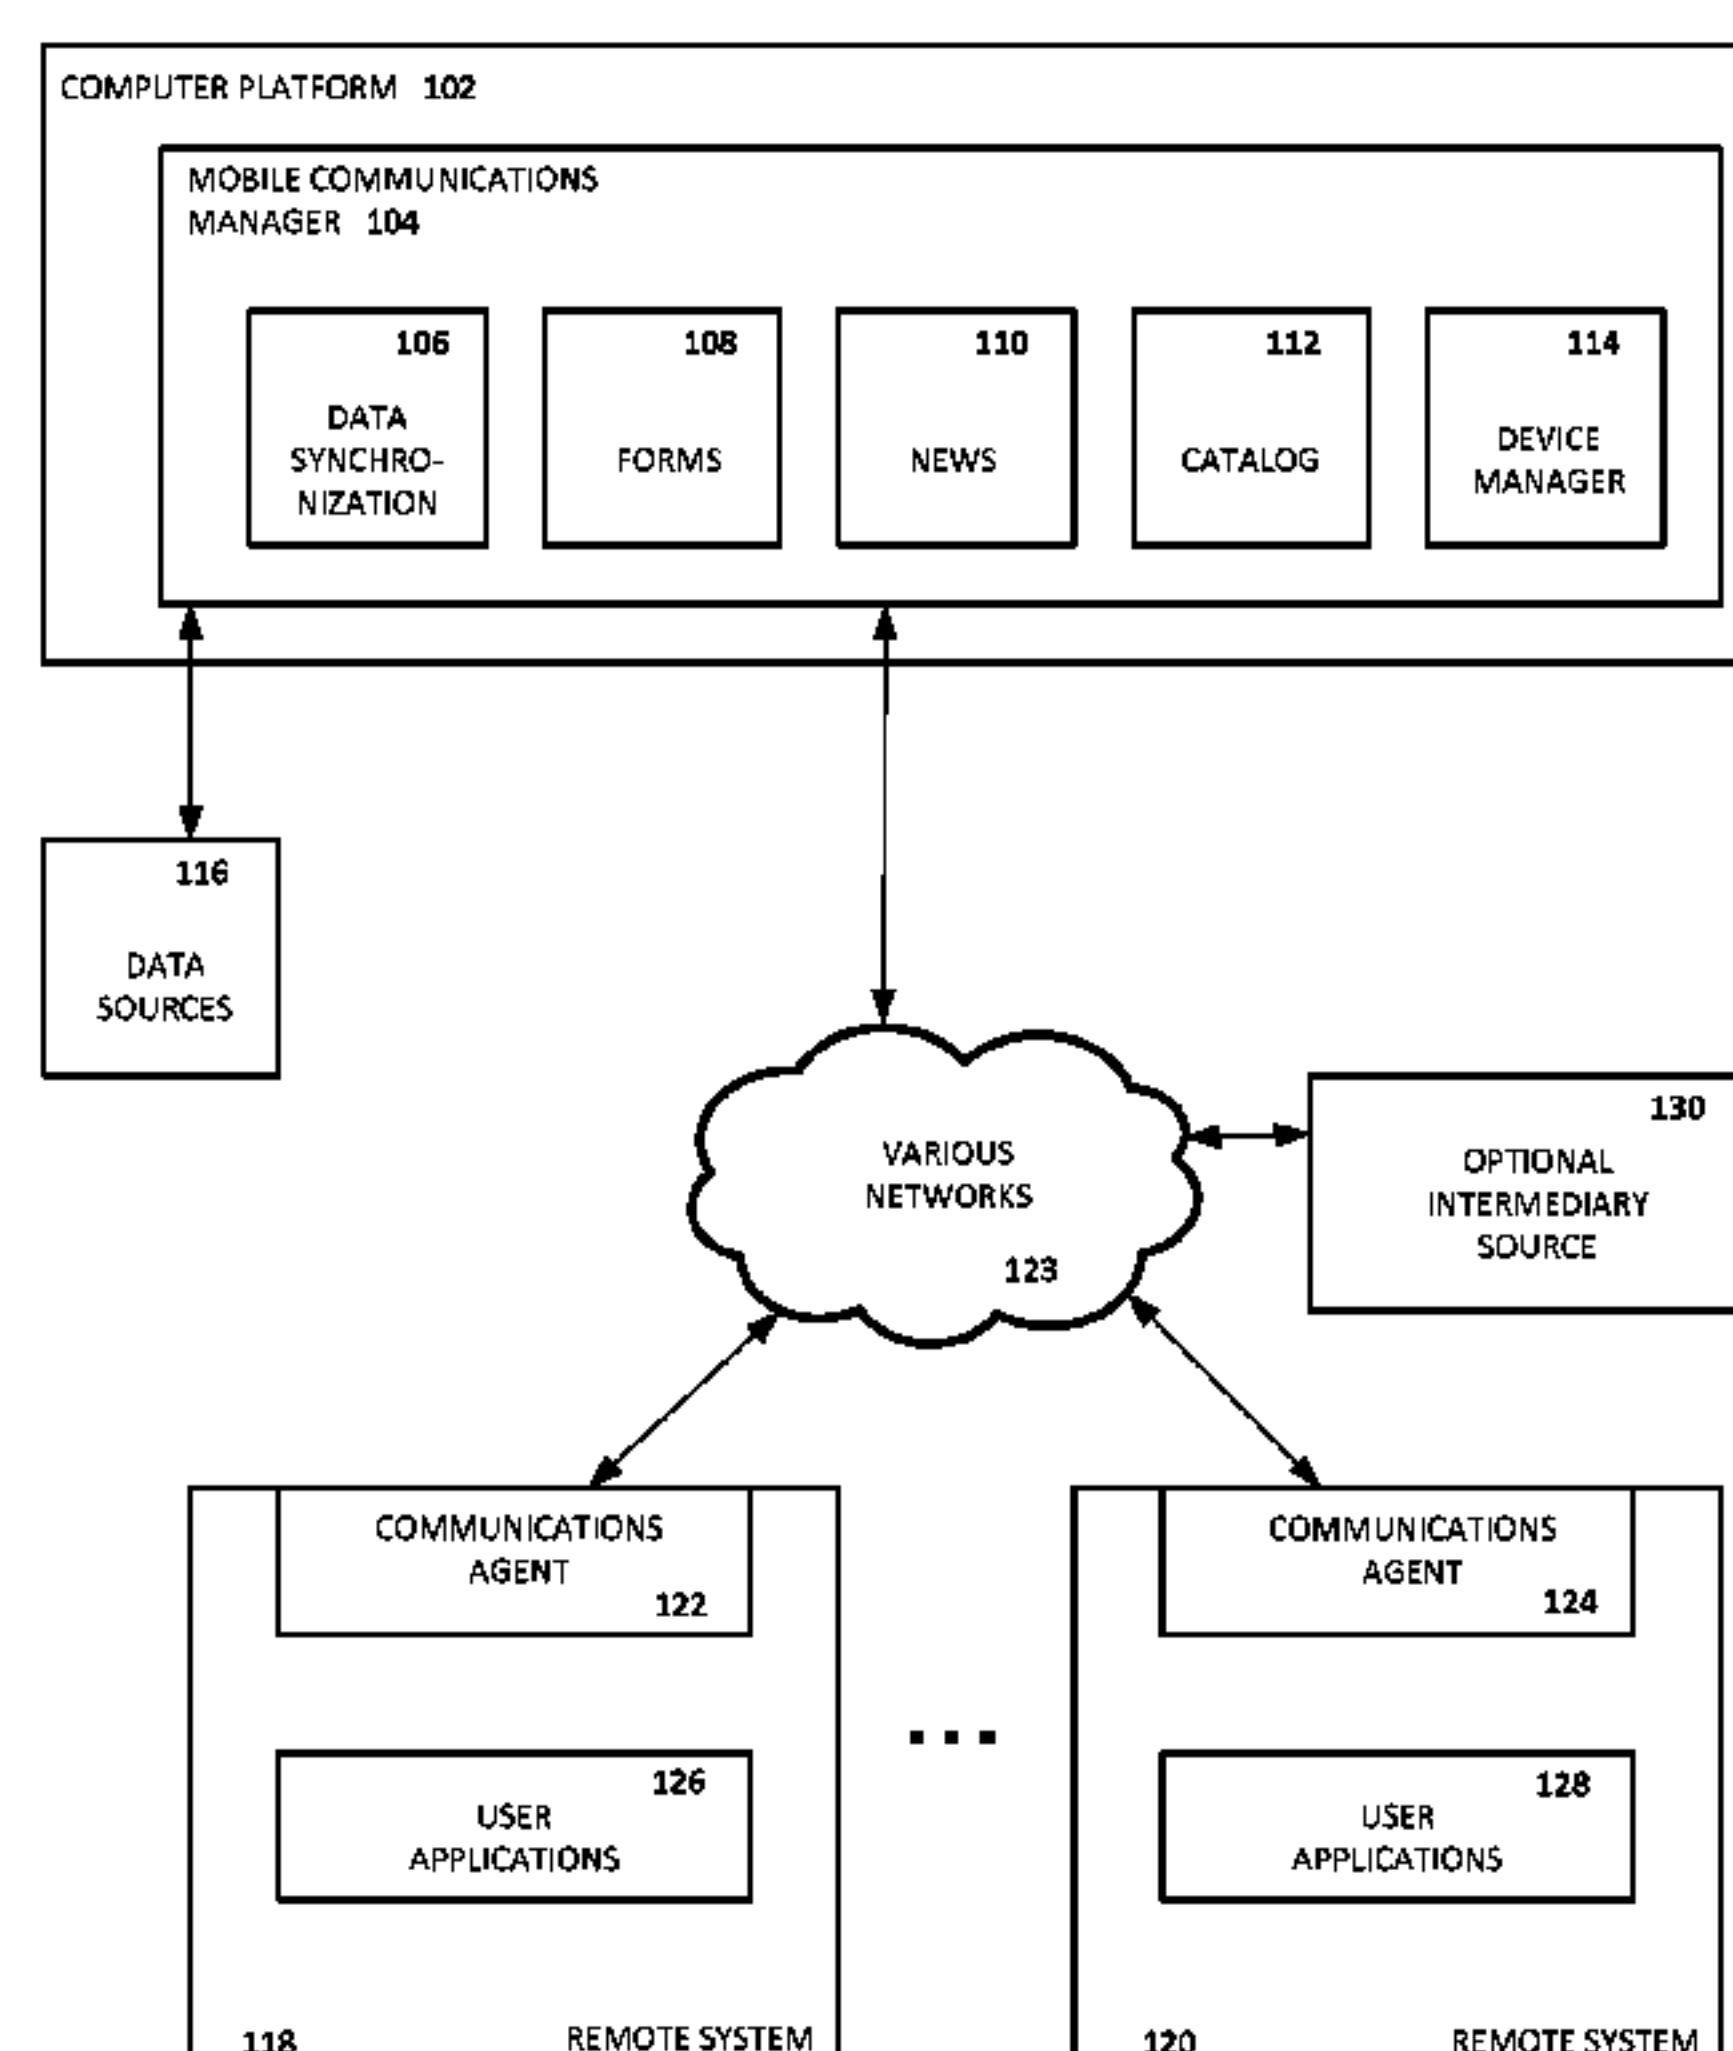 COMPUTER PLATFORM 102
MOBILE COMMUNICATIONS
MANAGER 104
106
DATA
SYNCHRO-
NIZATION
108
FORMS
110
NEWS
112
CATALOG
114
DEVICE
MANAGER
116
DATA
SOURCES
VARIOUS
NETWORKS
123
130
OPTIONAL
INTERMEDIARY
SOURCE
COMMUNICATIONS
AGENT
122
126
USER
APPLICATIONS
118 REMOTE SYSTEM
...
COMMUNICATIONS
AGENT
124
128
USER
APPLICATIONS
120 REMOTE SYSTEM